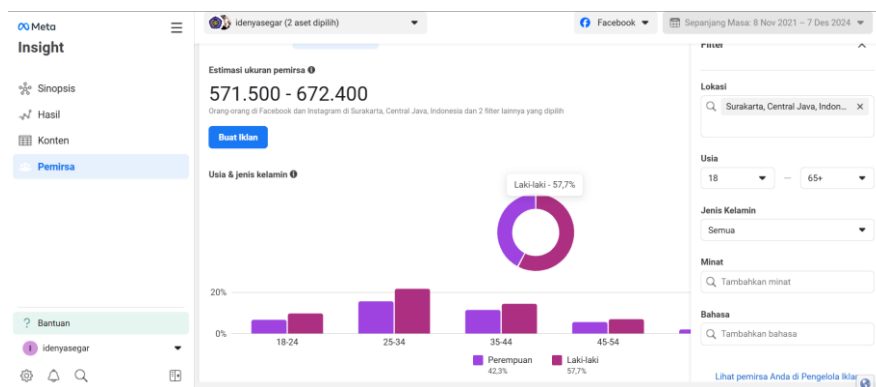 Meta
Insight
Sinopsis
Hasil
Konten
Pemirsa
? Bantuan
I idenyasegar
idenyasegar (2 aset dipilih)
Facebook
Sepanjang Masa: 8 Nov 2021 – 7 Des 2024
Estimasi ukuran pemirsa
571.500 - 672.400
Orang-orang di Facebook dan Instagram di Surakarta, Central Java, Indonesia dan 2 filter lainnya yang dipilih
Buat Iklan
Usia & jenis kelamin
Laki-laki - 57,7%
20%
0%
18-24 25-34 35-44 45-54
Perempuan Laki-laki
42,3% 57,7%
Filter
Lokasi
Surakarta, Central Java, Indon... ×
Usia
18 – 65+
Jenis Kelamin
Semua
Minat
Tambahkan minat
Bahasa
Tambahkan bahasa
Lihat pemirsa Anda di Pengelola